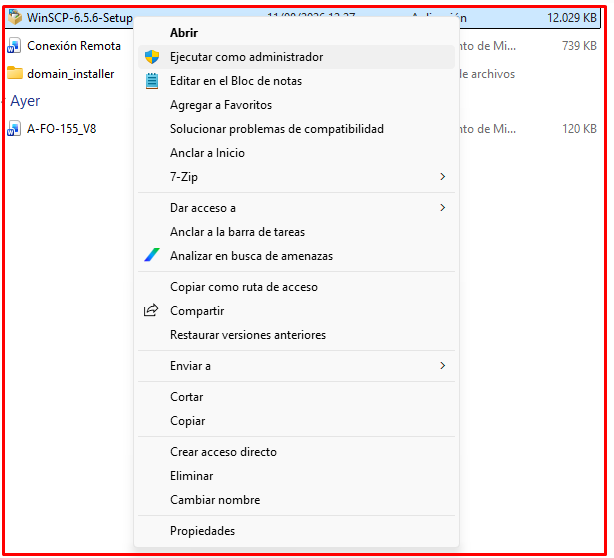 WinSCP-6.5.6-Setup 12.029 KB
Abrir
Conexión Remota nto de Mi... 739 KB
Ejecutar como administrador
domain_installer de archivos
Editar en el Bloc de notas
Agregar a Favoritos
Ayer
A-FO-155_V8 nto de Mi... 120 KB
Solucionar problemas de compatibilidad
Anclar a Inicio
7-Zip
Dar acceso a
Anclar a la barra de tareas
Analizar en busca de amenazas
Copiar como ruta de acceso
Compartir
Restaurar versiones anteriores
Enviar a
Cortar
Copiar
Crear acceso directo
Eliminar
Cambiar nombre
Propiedades